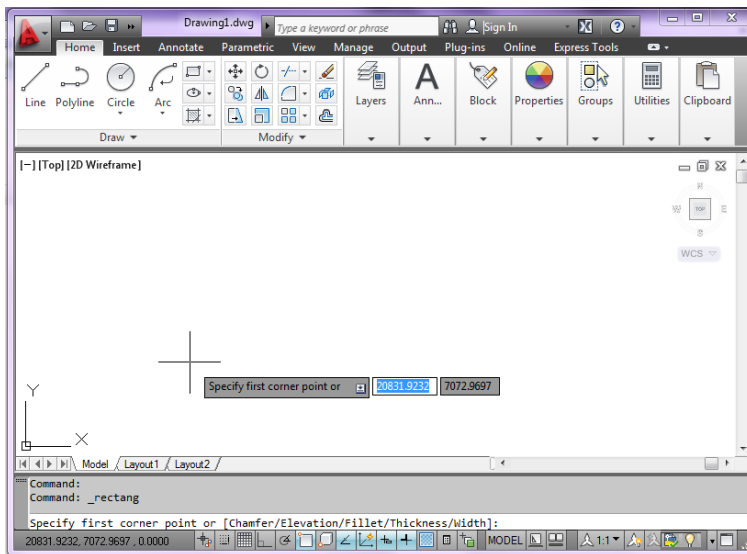 Drawing1.dwg Type a keyword or phrase Sign In
Home Insert Annotate Parametric View Manage Output Plug-ins Online Express Tools
Line Polyline Circle Arc Layers Ann... Block Properties Groups Utilities Clipboard
Draw Modify
[−] [Top] [2D Wireframe]
TOP
WCS
Specify first corner point or 20831.9232 7072.9697
Y
X
Model Layout1 Layout2
Command:
Command: _rectang
Specify first corner point or [Chamfer/Elevation/Fillet/Thickness/Width]:
20831.9232, 7072.9697 , 0.0000 MODEL 1:1